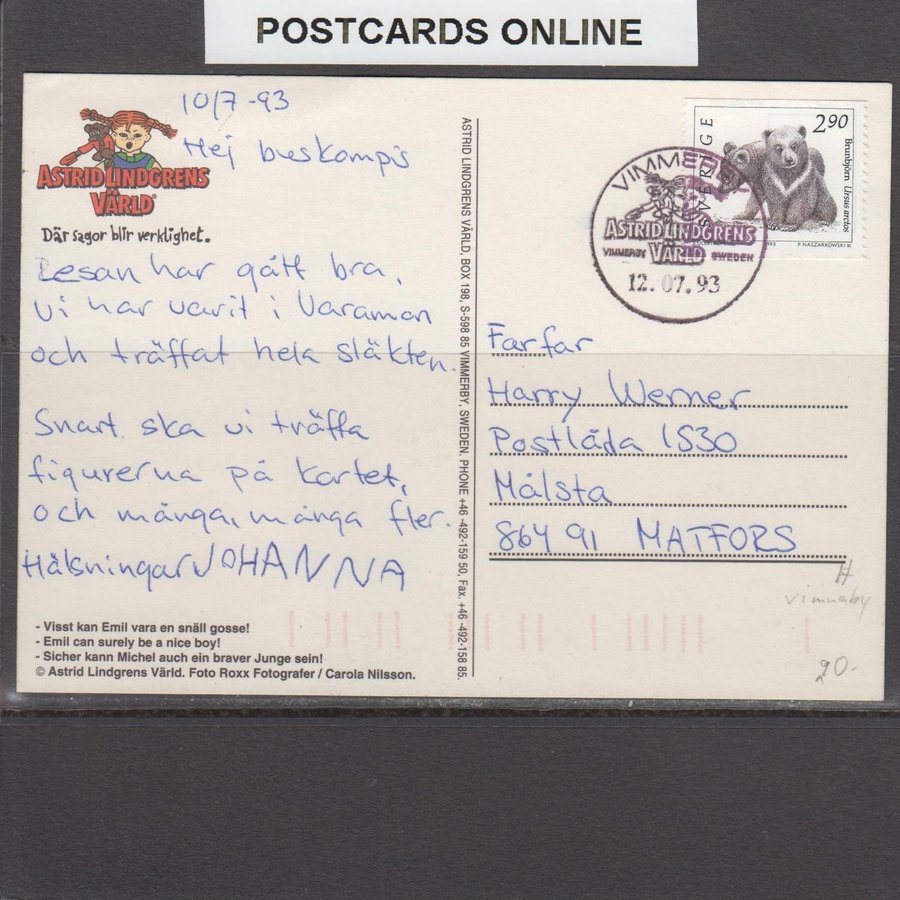 POSTCARDS ONLINE
10/7-93
Hej buskompis
ASTRID LINDGRENS
VÄRLD
Där sagor blir verklighet.
Resan har gått bra,
vi har varit i Varamon
och träffat hela släkten.
Snart ska vi träffa
figurerna på kortet,
och många, många fler.
Hälsningar JOHANNA
- Visst kan Emil vara en snäll gosse!
- Emil can surely be a nice boy!
- Sicher kann Michel auch ein braver Junge sein!
© Astrid Lindgrens Värld. Foto Roxx Fotografer / Carola Nilsson.
ASTRID LINDGRENS VÄRLD, BOX 198, S-598 85 VIMMERBY, SWEDEN. PHONE +46 -492-159 50, Fax. +46 -492-158 85.
VIMMERBY
ASTRID LINDGRENS
VIMMERBY VÄRLD SWEDEN
12.07.93
SVERIGE
2.90
Brunbjörn Ursus arctos
P NASZARKOWSKI SC
Farfar
Harry Werner
Postlåda 1530
Målsta
864 91 MATFORS
Vimmerby
20-